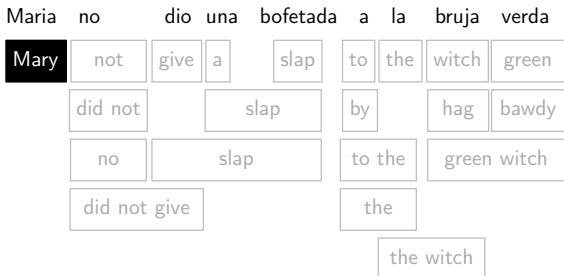 Maria no dio una bofetada a la bruja verda
Mary not give a slap to the witch green
did not slap by hag bawdy
no slap to the green witch
did not give the
the witch